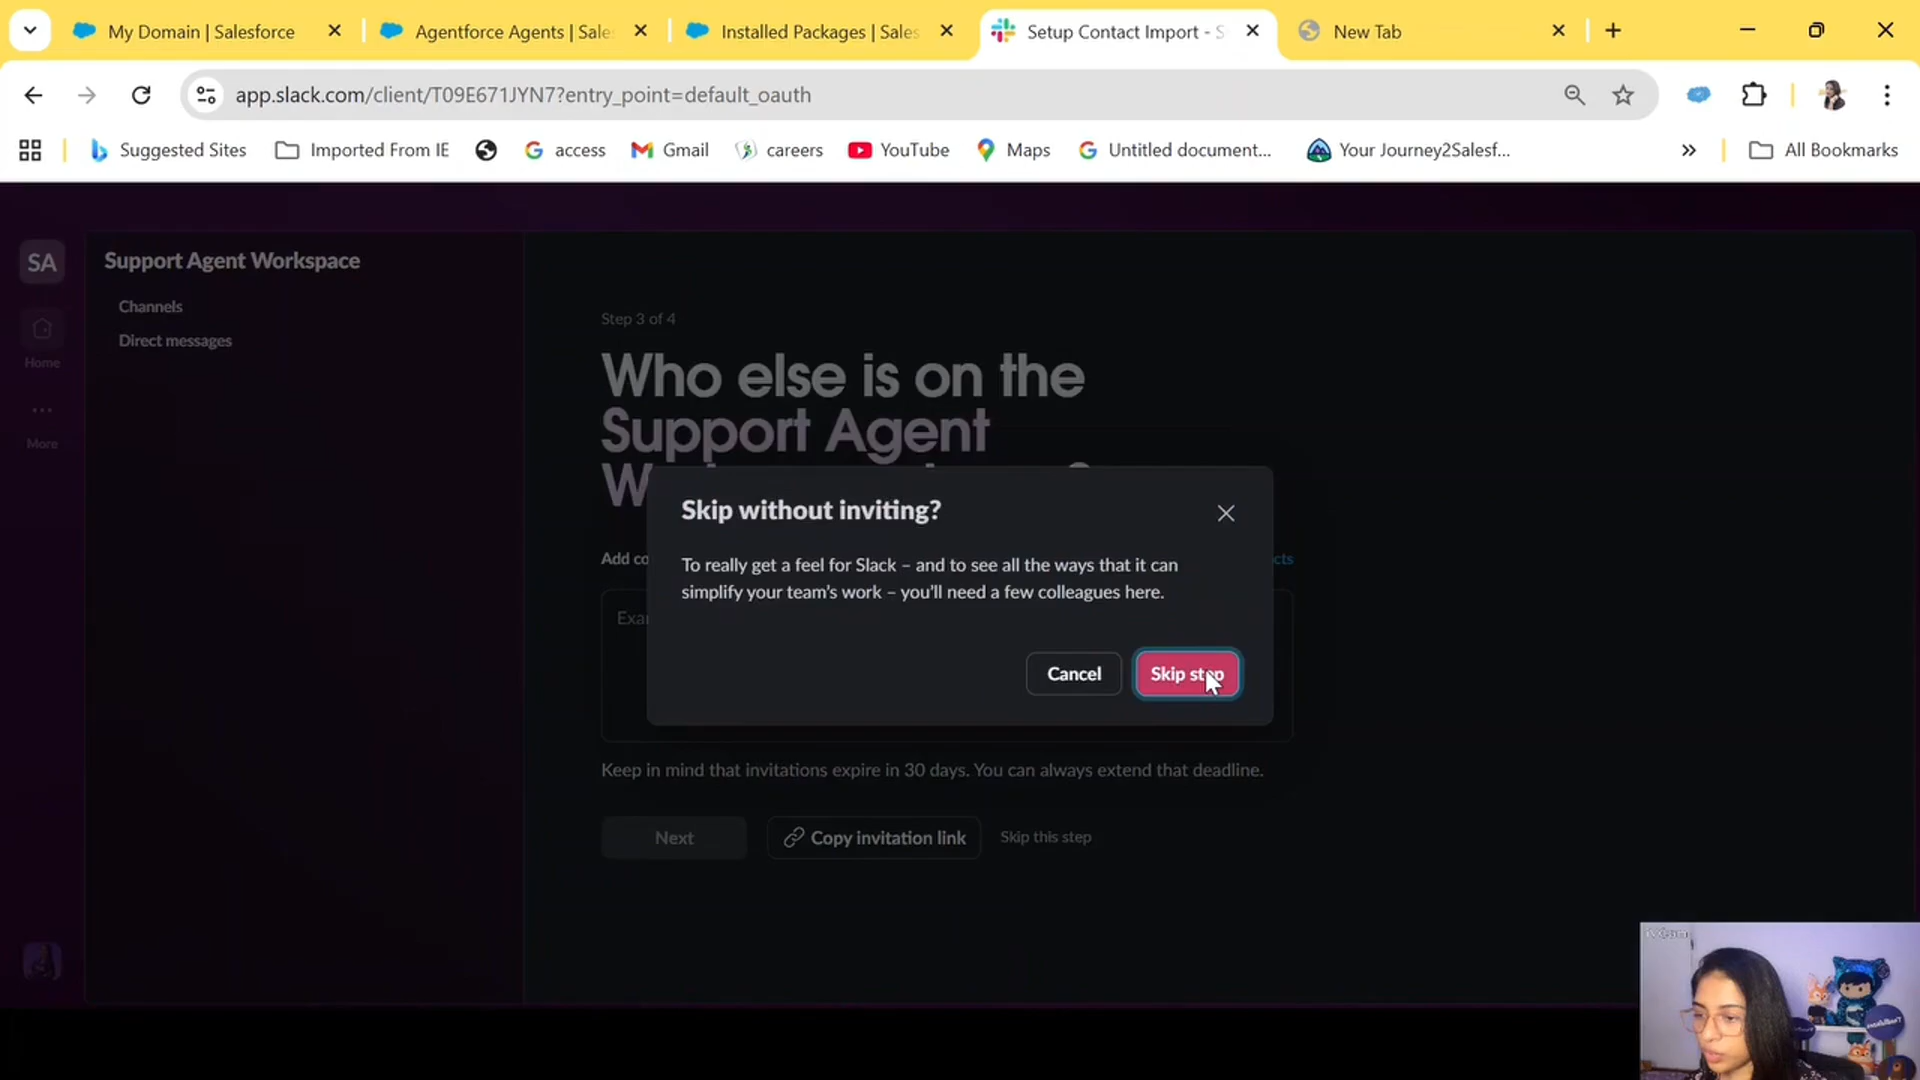 My Domain | Salesforce
Agentforce Agents | Sale
Installed Packages | Sales
Setup Contact Import - S
New Tab
app.slack.com/client/T09E671JYN7?entry_point=default_oauth
Suggested Sites
Imported From IE
access
Gmail
careers
YouTube
Maps
Untitled document...
Your Journey2Salesf...
All Bookmarks
SA
Support Agent Workspace
Channels
Direct messages
Home
More
Step 3 of 4
Who else is on the
Support Agent
Skip without inviting?
Add co
cts
To really get a feel for Slack – and to see all the ways that it can
simplify your team's work – you'll need a few colleagues here.
Exar
Cancel
Skip step
Keep in mind that invitations expire in 30 days. You can always extend that deadline.
Next
Copy invitation link
Skip this step